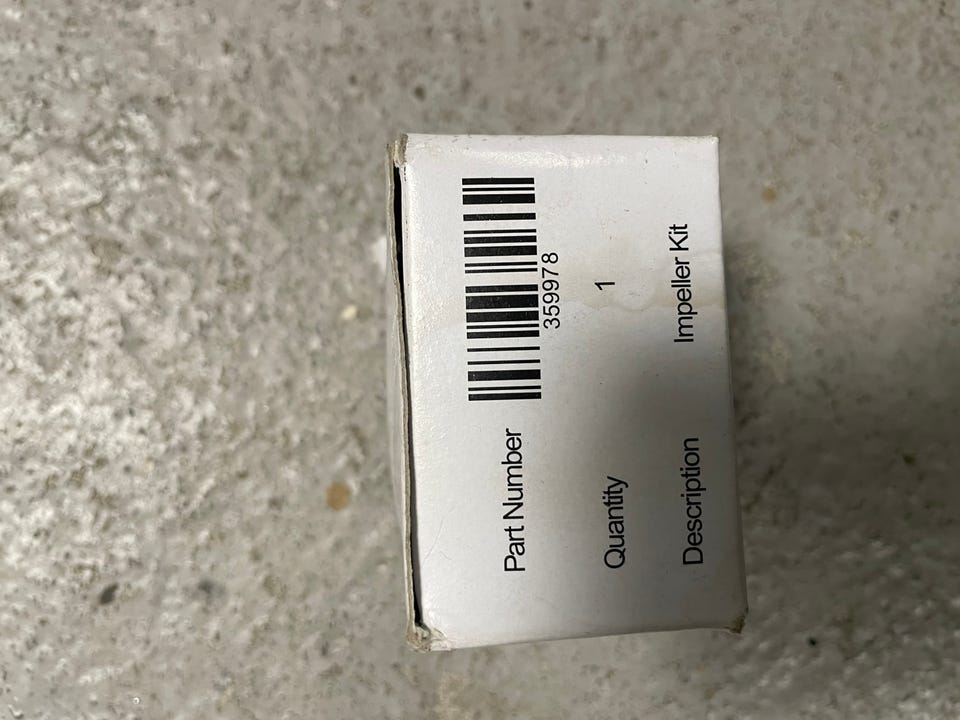 Part Number 359978
Quantity 1
Description Impeller Kit